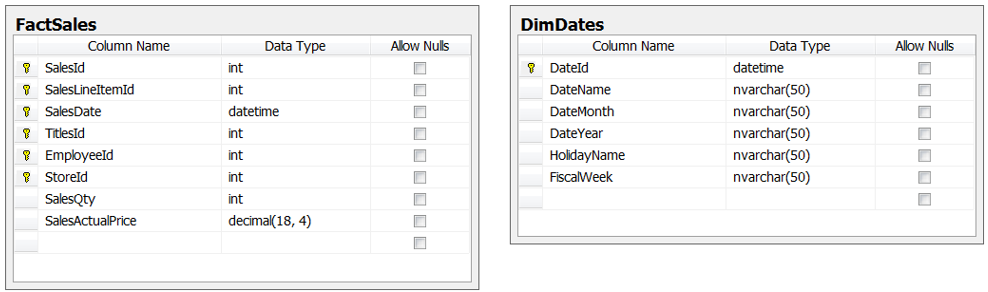 FactSales
Column Name Data Type Allow Nulls
SalesId int
SalesLineItemId int
SalesDate datetime
TitlesId int
EmployeeId int
StoreId int
SalesQty int
SalesActualPrice decimal(18, 4)
DimDates
Column Name Data Type Allow Nulls
DateId datetime
DateName nvarchar(50)
DateMonth nvarchar(50)
DateYear nvarchar(50)
HolidayName nvarchar(50)
FiscalWeek nvarchar(50)